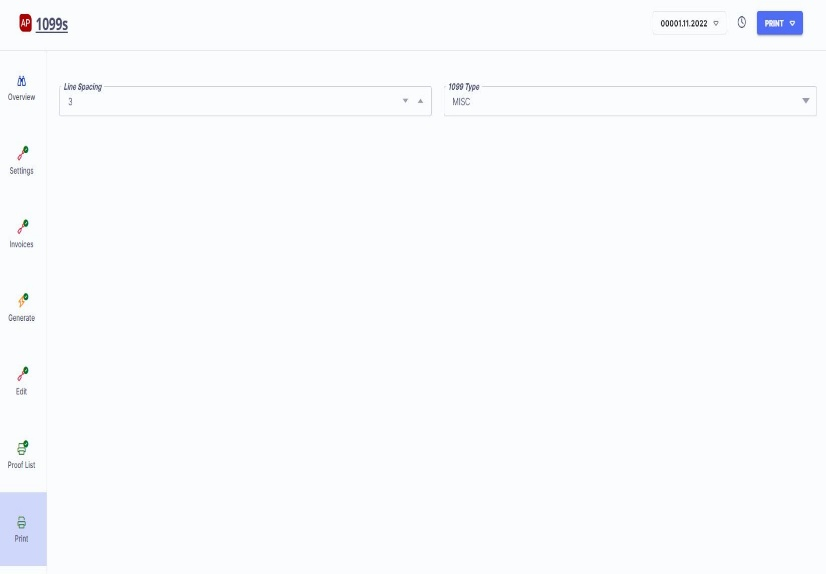 AP 1099s
00001.11.2022
PRINT
Line Spacing
3
1099 Type
MISC
Overview
Settings
Invoices
Generate
Edit
Proof List
Print